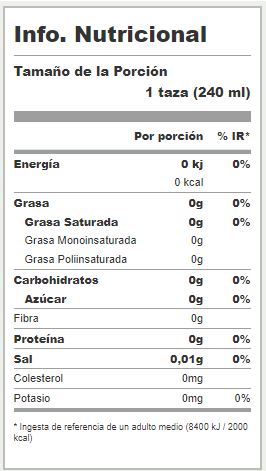 Info. Nutricional
Tamaño de la Porción
1 taza (240 ml)
Por porción % IR*
Energía 0 kj 0%
0 kcal
Grasa 0g 0%
Grasa Saturada 0g 0%
Grasa Monoinsaturada 0g
Grasa Poliinsaturada 0g
Carbohidratos 0g 0%
Azúcar 0g 0%
Fibra 0g
Proteína 0g 0%
Sal 0,01g 0%
Colesterol 0mg
Potasio 0mg 0%
* Ingesta de referencia de un adulto medio (8400 kJ / 2000
kcal)